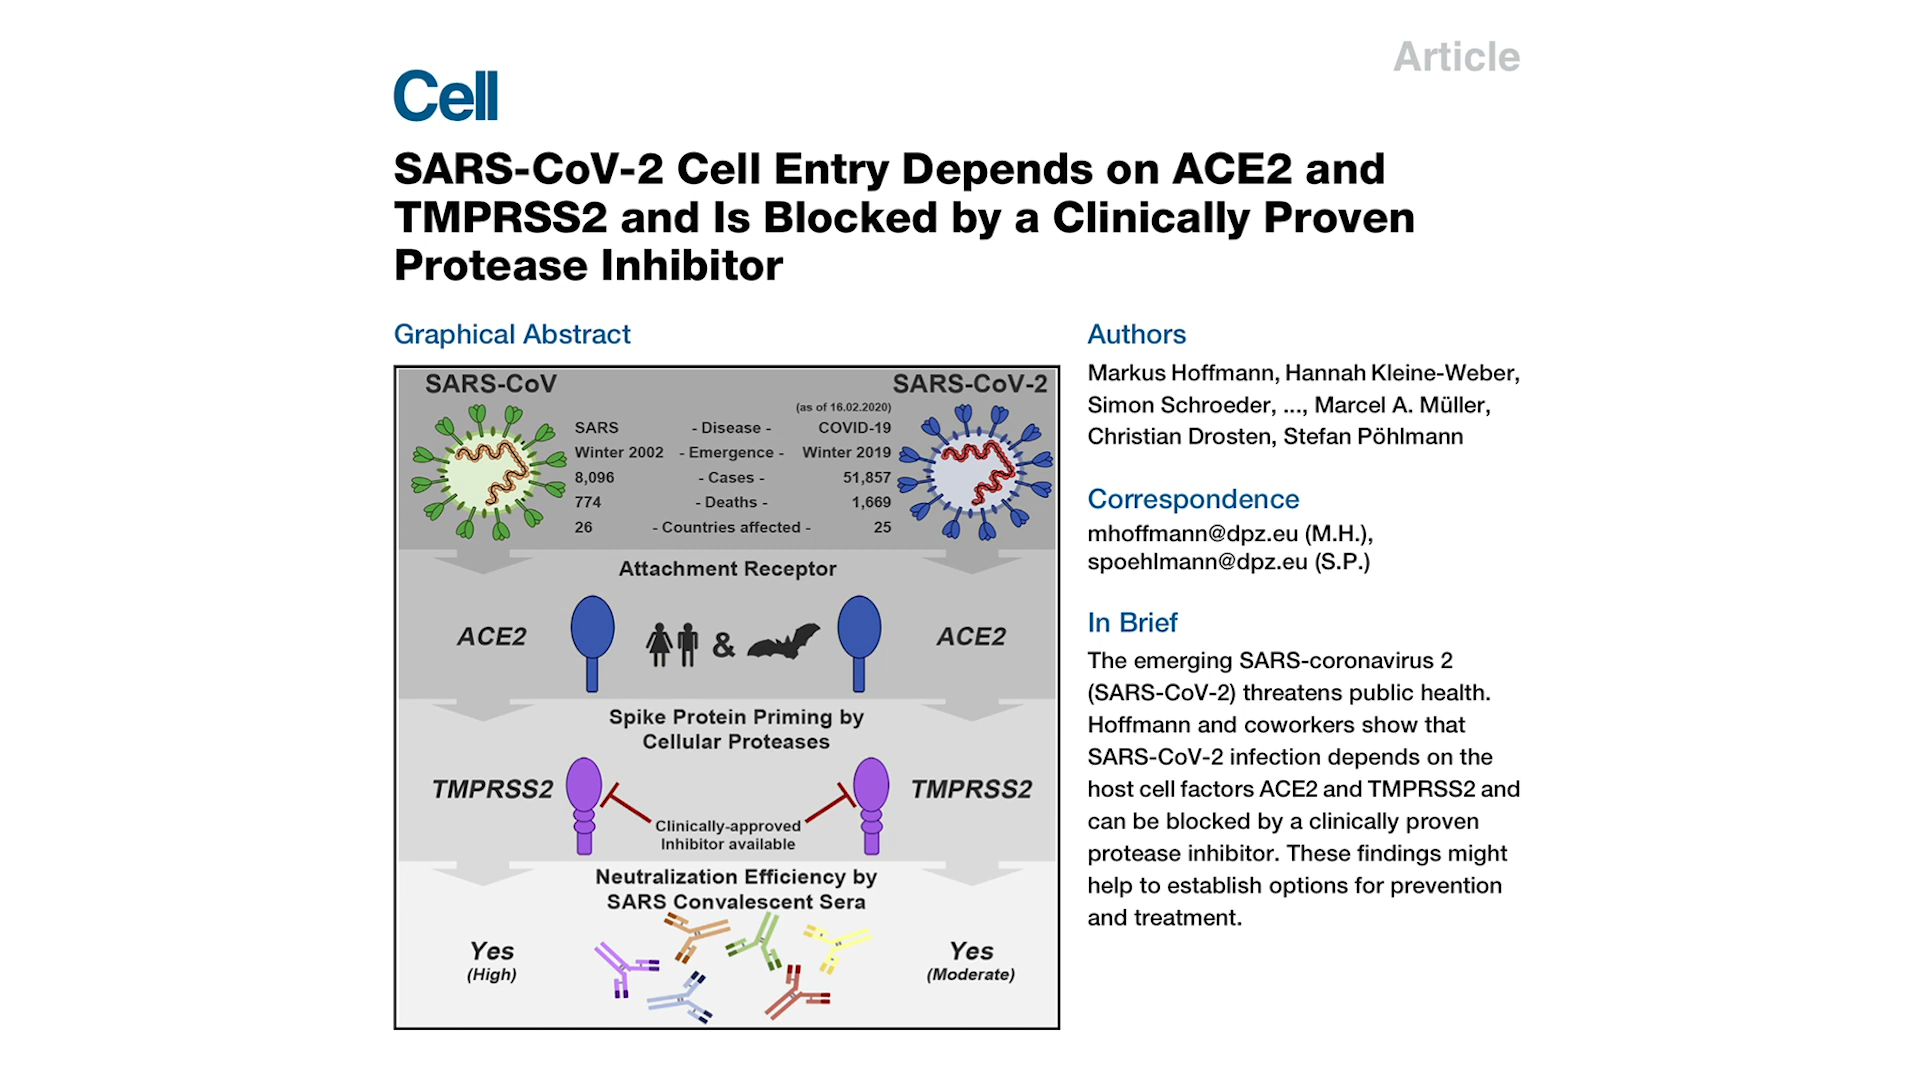 Article
Cell
SARS-CoV-2 Cell Entry Depends on ACE2 and
TMPRSS2 and Is Blocked by a Clinically Proven
Protease Inhibitor
Graphical Abstract
SARS-CoV
SARS-CoV-2
(as of 16.02.2020)
SARS - Disease - COVID-19
Winter 2002 - Emergence - Winter 2019
8,096 - Cases - 51,857
774 - Deaths - 1,669
26 - Countries affected - 25
Attachment Receptor
ACE2 & ACE2
Spike Protein Priming by
Cellular Proteases
TMPRSS2 TMPRSS2
Clinically-approved
Inhibitor available
Neutralization Efficiency by
SARS Convalescent Sera
Yes Yes
(High) (Moderate)
Authors
Markus Hoffmann, Hannah Kleine-Weber,
Simon Schroeder, ..., Marcel A. Müller,
Christian Drosten, Stefan Pöhlmann
Correspondence
mhoffmann@dpz.eu (M.H.),
spoehlmann@dpz.eu (S.P.)
In Brief
The emerging SARS-coronavirus 2
(SARS-CoV-2) threatens public health.
Hoffmann and coworkers show that
SARS-CoV-2 infection depends on the
host cell factors ACE2 and TMPRSS2 and
can be blocked by a clinically proven
protease inhibitor. These findings might
help to establish options for prevention
and treatment.